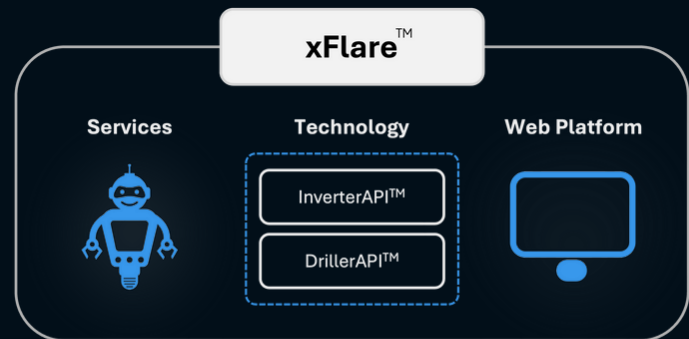 xFlare™
Services
Technology
Web Platform
InverterAPI™
DrillerAPI™